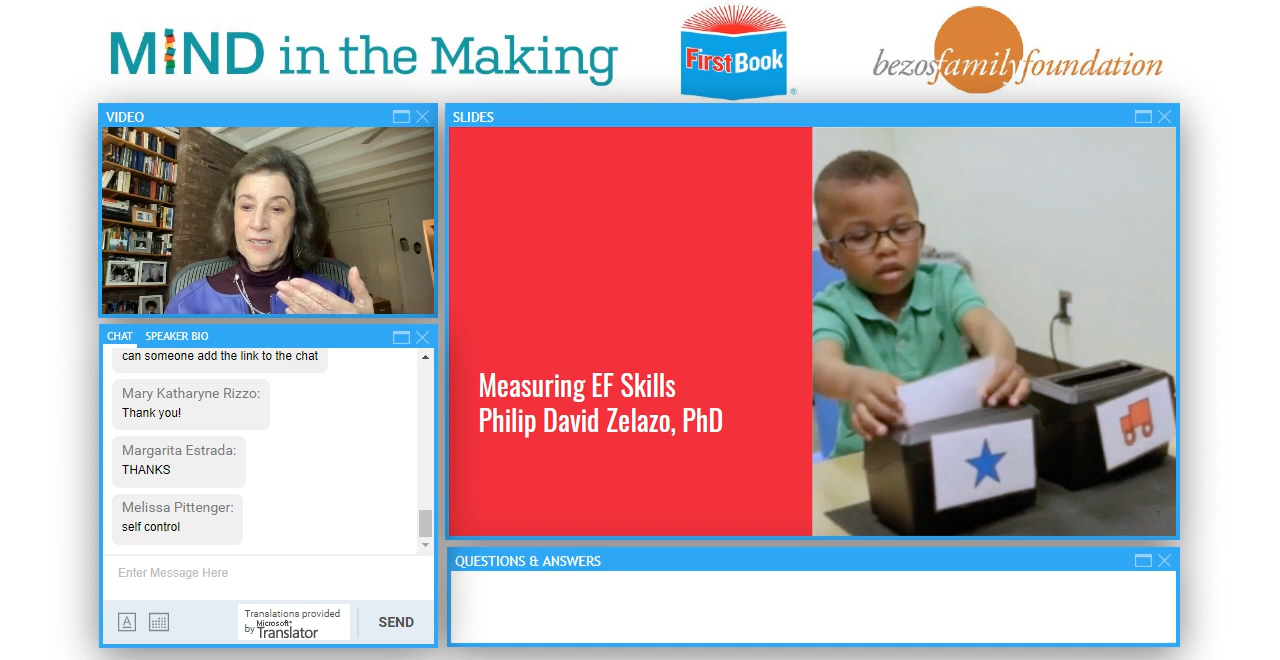 MIND in the Making
First Book
®
bezosfamilyfoundation
VIDEO
SLIDES
Measuring EF Skills
Philip David Zelazo, PhD
7
CHAT SPEAKER BIO
can someone add the link to the chat
Mary Katharyne Rizzo:
Thank you!
Margarita Estrada:
THANKS
Melissa Pittenger:
self control
Enter Message Here
A
Translations provided
by Microsoft® Translator
SEND
QUESTIONS & ANSWERS